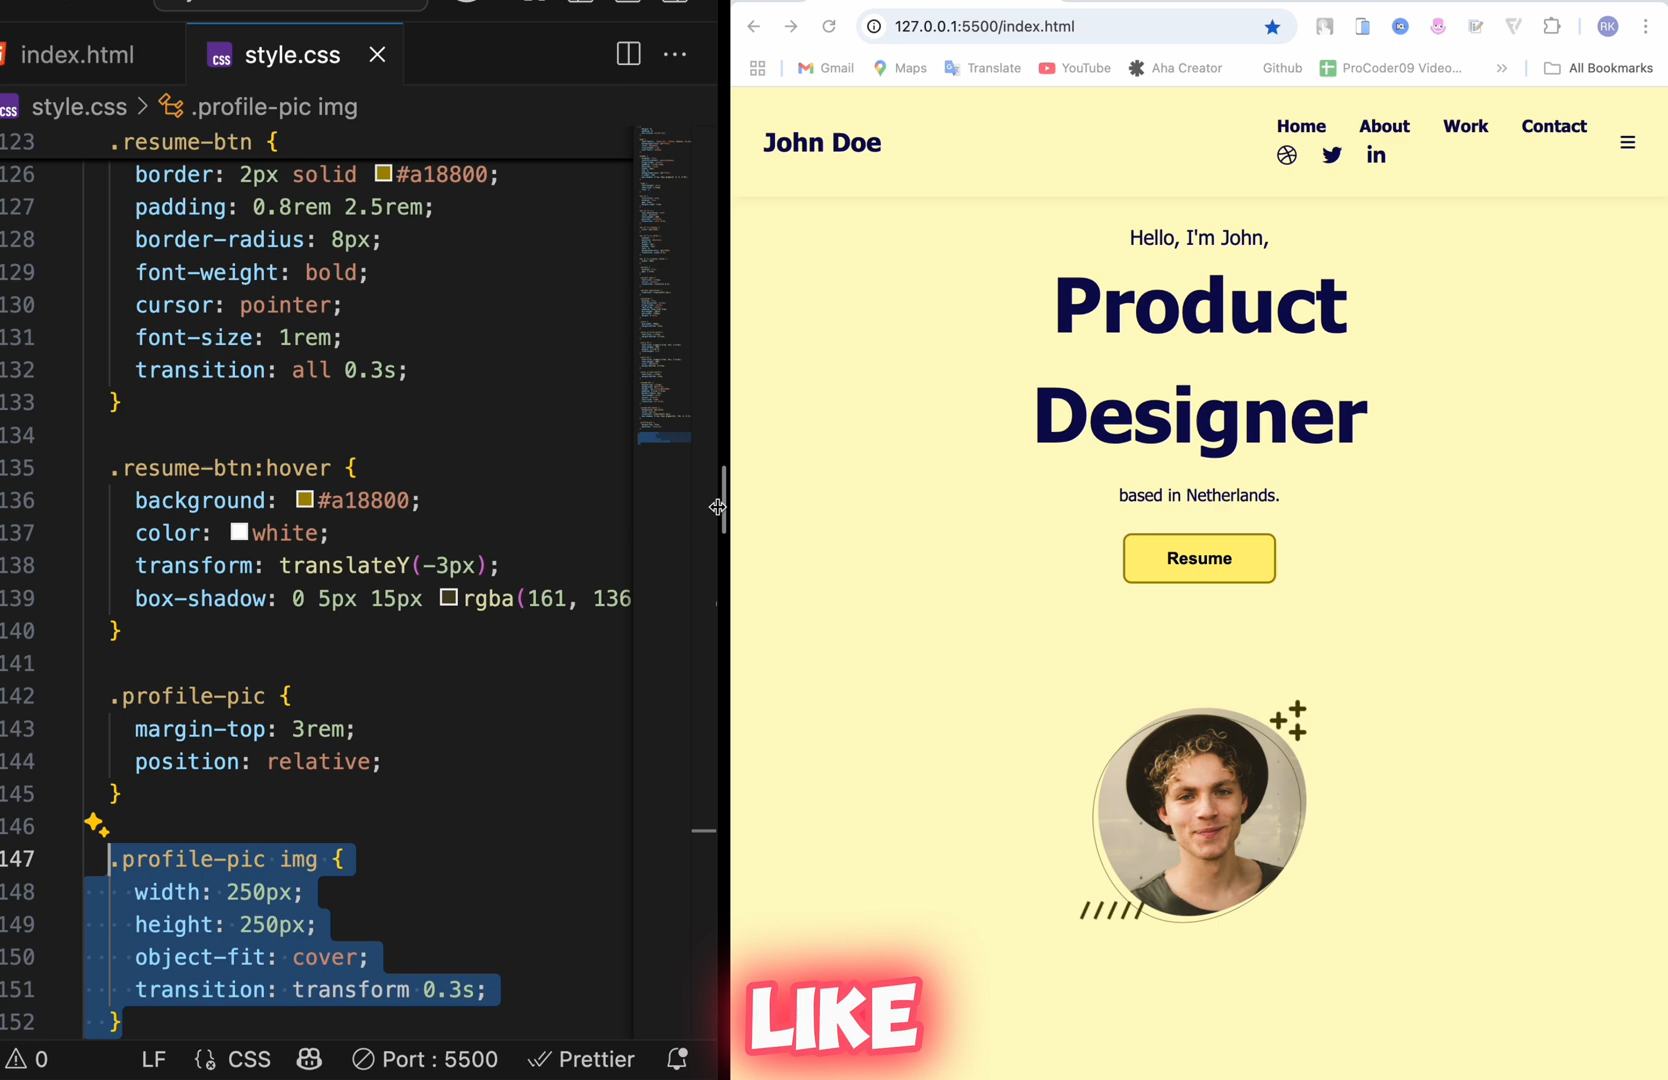 index.html
style.css
style.css > .profile-pic img
123 .resume-btn {
126 border: 2px solid #a18800;
127 padding: 0.8rem 2.5rem;
128 border-radius: 8px;
129 font-weight: bold;
130 cursor: pointer;
131 font-size: 1rem;
132 transition: all 0.3s;
133 }
134
135 .resume-btn:hover {
136 background: #a18800;
137 color: white;
138 transform: translateY(-3px);
139 box-shadow: 0 5px 15px rgba(161, 136
140 }
141
142 .profile-pic {
143 margin-top: 3rem;
144 position: relative;
145 }
146
147 .profile-pic img {
148 width: 250px;
149 height: 250px;
150 object-fit: cover;
151 transition: transform 0.3s;
152 }
0 LF CSS Port : 5500 Prettier
127.0.0.1:5500/index.html
RK
Gmail Maps Translate YouTube Aha Creator Github ProCoder09 Video... » All Bookmarks
John Doe
Home About Work Contact
Hello, I'm John,
Product
Designer
based in Netherlands.
Resume
LIKE